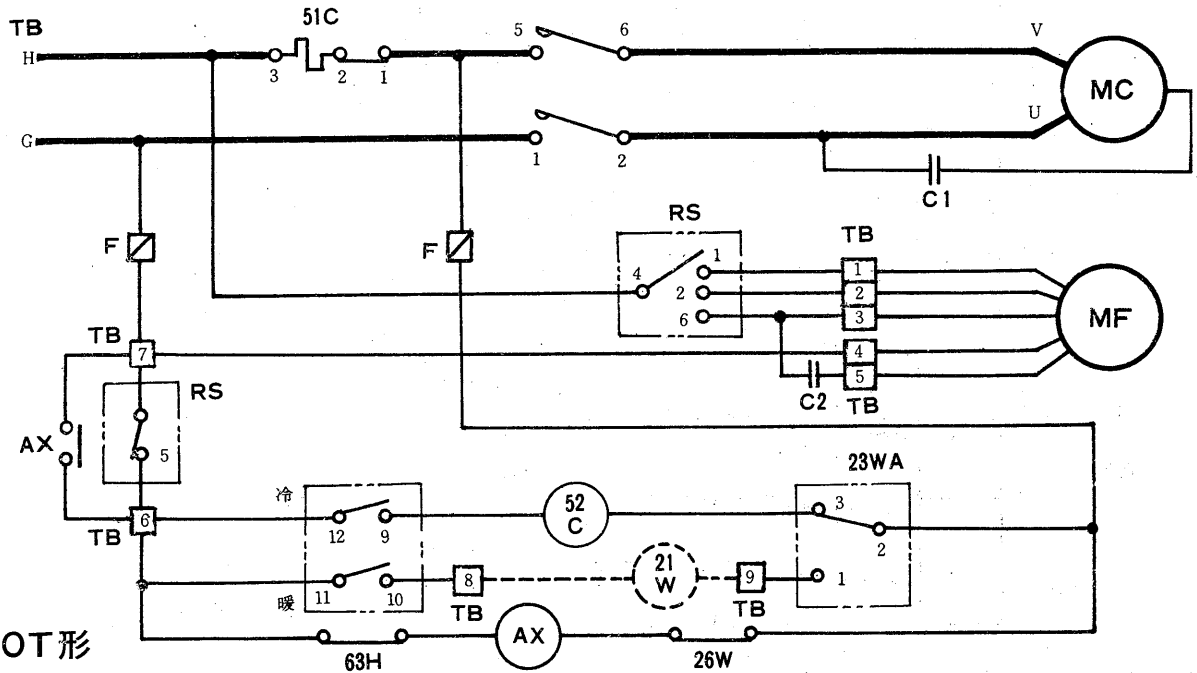 51C
TB
H
3
2
1
5
6
V
MC
G
1
2
U
C1
RS
F
F
4
1
2
6
TB
1
2
3
4
5
MF
C2
TB
TB
7
RS
AX
5
冷
23WA
6
TB
12
9
52
C
3
2
暖
11
10
8
TB
21
W
9
TB
1
OT形
63H
AX
26W